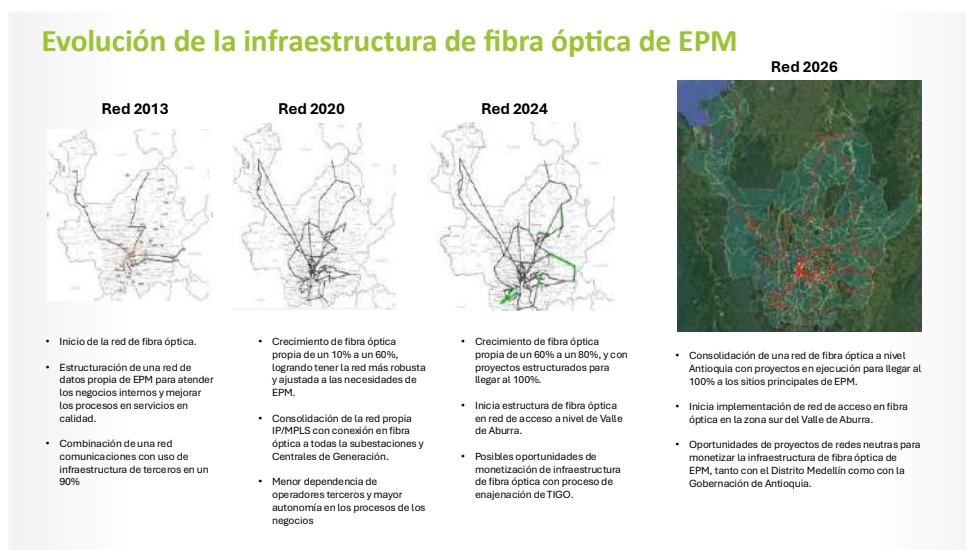 Evolución de la infraestructura de fibra óptica de EPM
Red 2013
• Inicio de la red de fibra óptica.
• Estructuración de una red de
datos propia de EPM para atender
los negocios internos y mejorar
los procesos en servicios en
calidad.
• Combinación de una red
comunicaciones con uso de
infraestructura de terceros en un
90%
Red 2020
• Crecimiento de fibra óptica
propia de un 10% a un 60%,
logrando tener la red más robusta
y ajustada a las necesidades de
EPM.
• Consolidación de la red propia
IP/MPLS con conexión en fibra
óptica a todas la subestaciones y
Centrales de Generación.
• Menor dependencia de
operadores terceros y mayor
autonomía en los procesos de los
negocios
Red 2024
• Crecimiento de fibra óptica
propia de un 60% a un 80%, y con
proyectos estructurados para
llegar al 100%.
• Inicia estructura de fibra óptica
en red de acceso a nivel de Valle
de Aburra.
• Posibles oportunidades de
monetización de infraestructura
de fibra óptica con proceso de
enajenación de TIGO.
Red 2026
• Consolidación de una red de fibra óptica a nivel
Antioquia con proyectos en ejecución para llegar al
100% a los sitios principales de EPM.
• Inicia implementación de red de acceso en fibra
óptica en la zona sur del Valle de Aburra.
• Oportunidades de proyectos de redes neutras para
monetizar la infraestructura de fibra óptica de
EPM, tanto con el Distrito Medellín como con la
Gobernación de Antioquia.